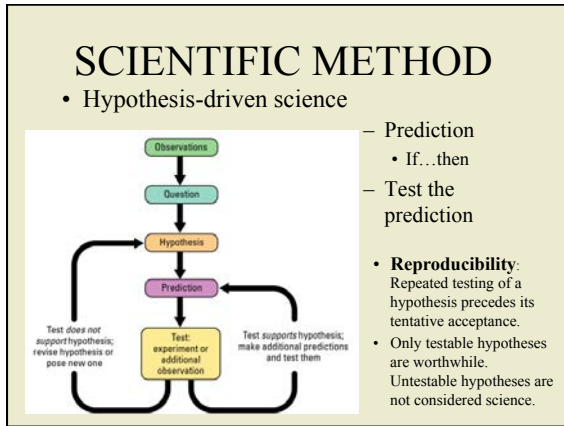 SCIENTIFIC METHOD
• Hypothesis-driven science
Observations
Question
Hypothesis
Prediction
Test:
experiment or
additional
observation
Test does not
support hypothesis;
revise hypothesis or
pose new one
Test supports hypothesis;
make additional predictions
and test them
– Prediction
• If…then
– Test the
prediction
• Reproducibility:
Repeated testing of a
hypothesis precedes its
tentative acceptance.
• Only testable hypotheses
are worthwhile.
Untestable hypotheses are
not considered science.